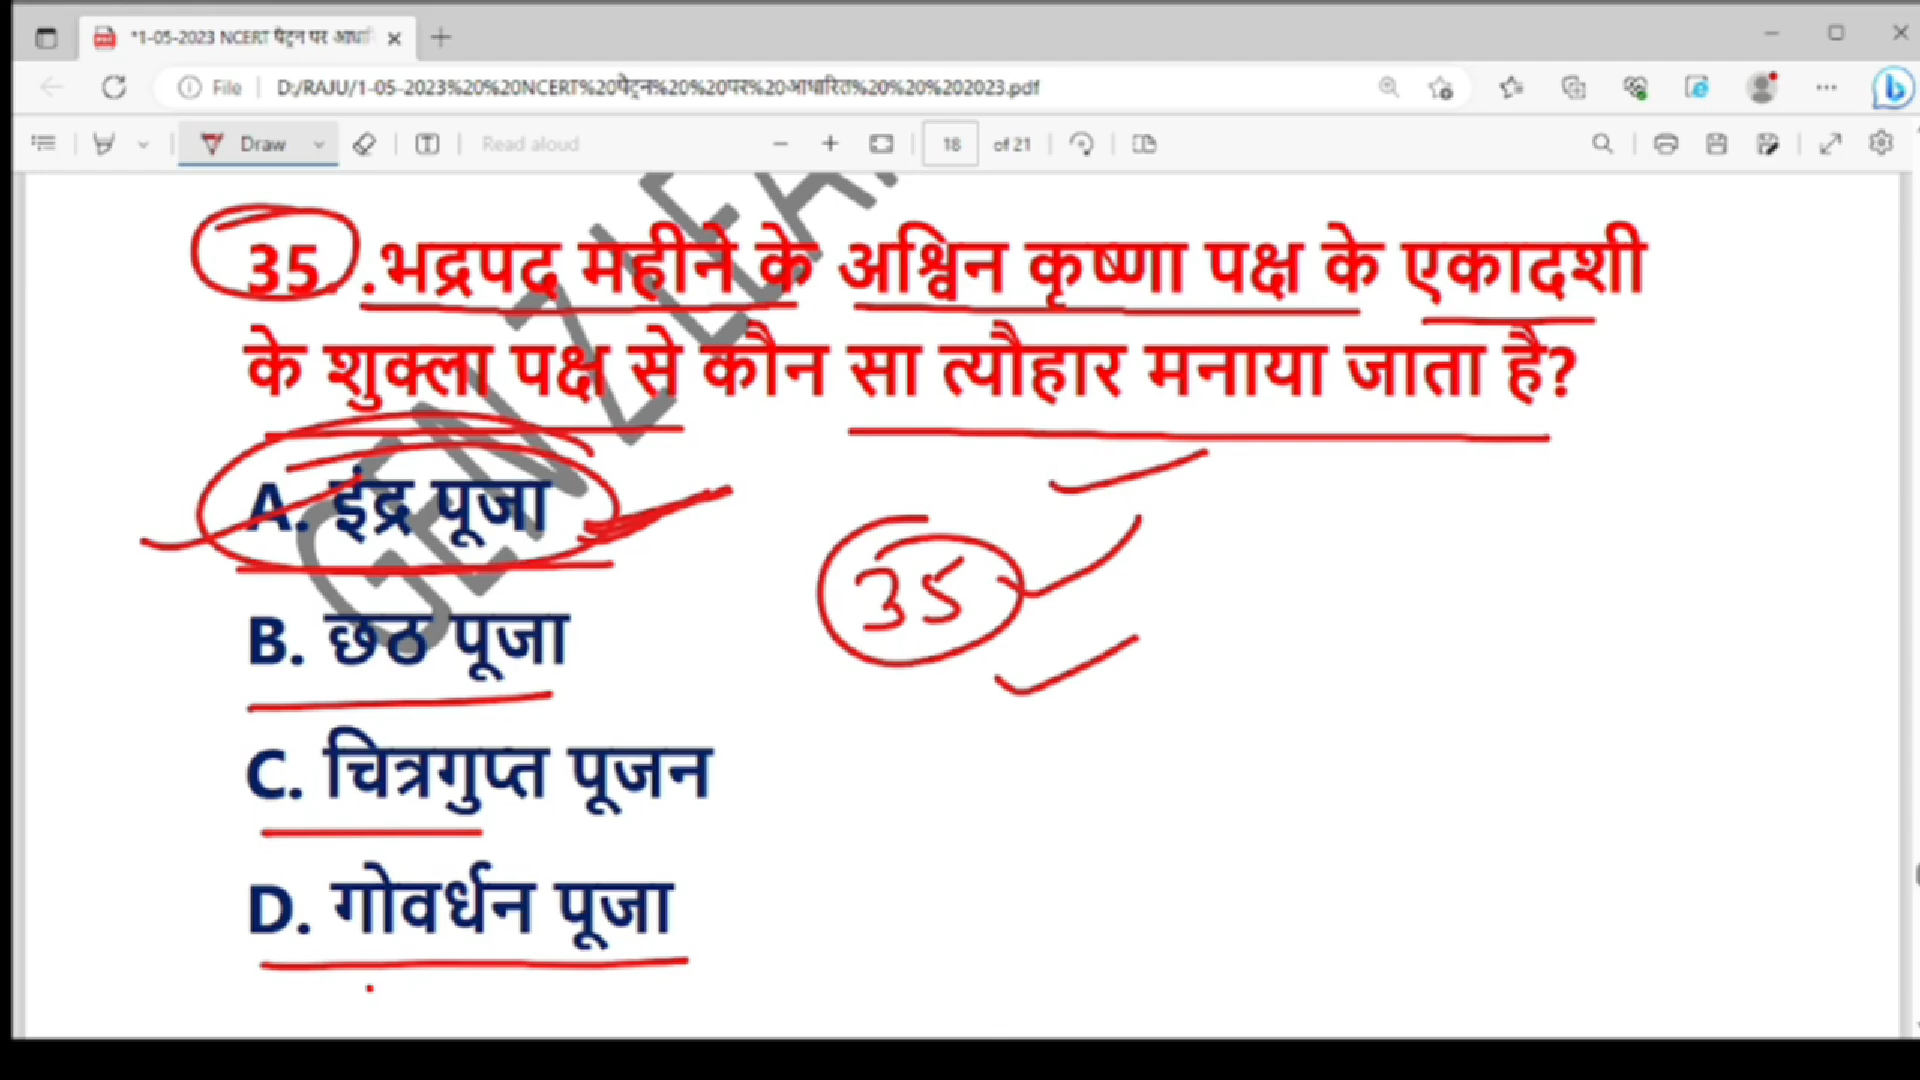 *1-05-2023 NCERT पैट्रन पर आधारि
File D:/RAJU/1-05-2023%20%20NCERT%20पेट्रन%20%20पर%20आधारित%20%20%202023.pdf
Draw Read aloud 18 of 21
35. .भद्रपद महीने के अश्विन कृष्णा पक्ष के एकादशी
के शुक्ला पक्ष से कौन सा त्यौहार मनाया जाता है?
A. इंद्र पूजा
35
B. छठ पूजा
C. चित्रगुप्त पूजन
D. गोवर्धन पूजा